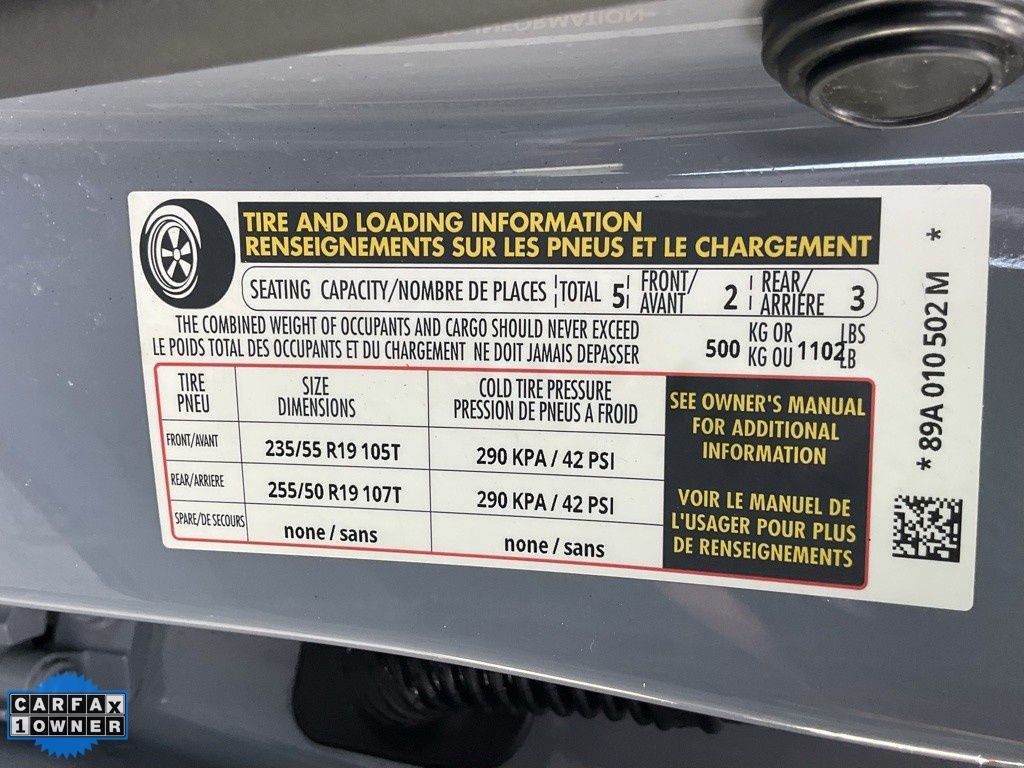 TIRE AND LOADING INFORMATION
RENSEIGNEMENTS SUR LES PNEUS ET LE CHARGEMENT
SEATING CAPACITY/NOMBRE DE PLACES TOTAL 5 FRONT/AVANT 2 REAR/ARRIÈRE 3
THE COMBINED WEIGHT OF OCCUPANTS AND CARGO SHOULD NEVER EXCEED
LE POIDS TOTAL DES OCCUPANTS ET DU CHARGEMENT NE DOIT JAMAIS DEPASSER
500 KG OR KG OU 1102 LBS LB
TIRE
PNEU
SIZE
DIMENSIONS
COLD TIRE PRESSURE
PRESSION DE PNEUS A FROID
FRONT/AVANT 235/55 R19 105T 290 KPA / 42 PSI
REAR/ARRIERE 255/50 R19 107T 290 KPA / 42 PSI
SPARE/DE SECOURS none / sans none / sans
SEE OWNER'S MANUAL
FOR ADDITIONAL
INFORMATION
VOIR LE MANUEL DE
L'USAGER POUR PLUS
DE RENSEIGNEMENTS
* 89A 010 502 M *
CARFAX
1 OWNER
INFORMATION